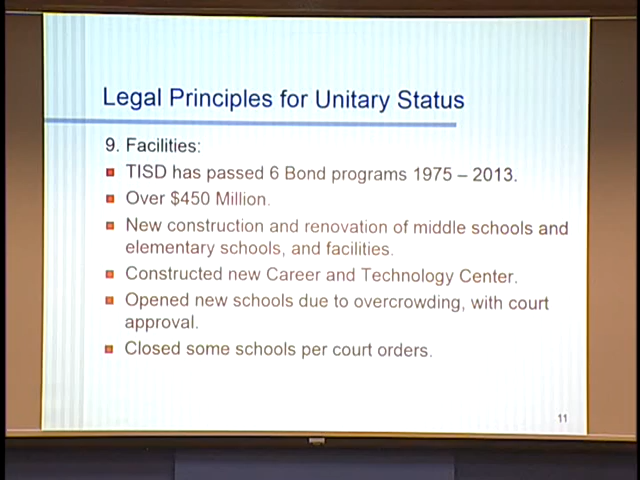 Legal Principles for Unitary Status
9. Facilities:
TISD has passed 6 Bond programs 1975 – 2013.
Over $450 Million.
New construction and renovation of middle schools and
elementary schools, and facilities.
Constructed new Career and Technology Center.
Opened new schools due to overcrowding, with court
approval.
Closed some schools per court orders.
11